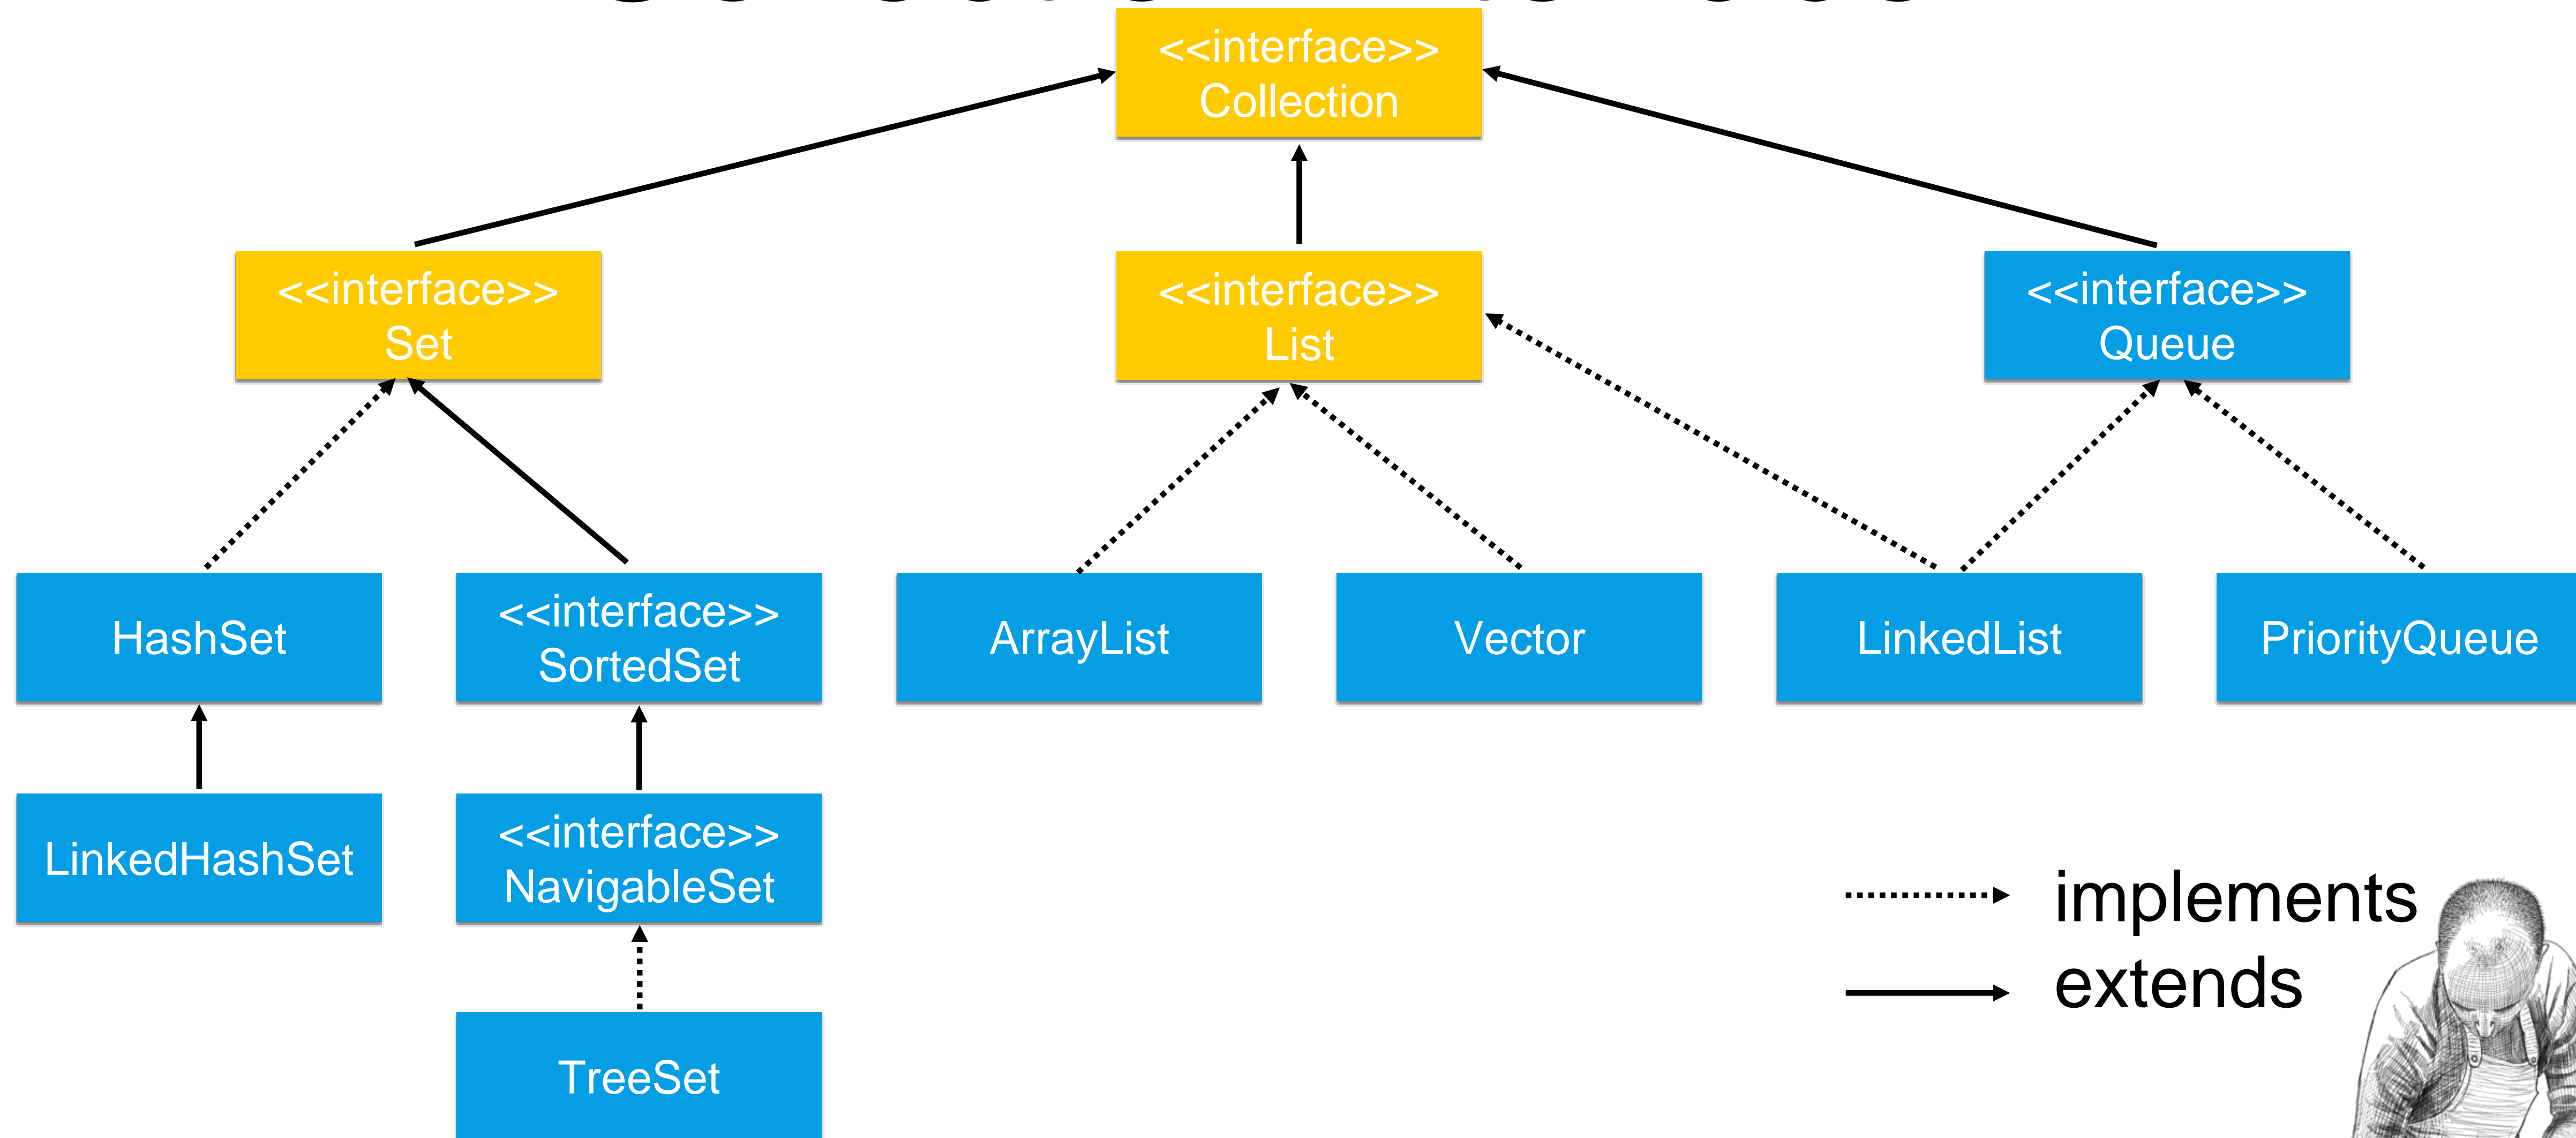 <<interface>>
Collection
<<interface>>
Set
<<interface>>
List
<<interface>>
Queue
HashSet
<<interface>>
SortedSet
ArrayList
Vector
LinkedList
PriorityQueue
LinkedHashSet
<<interface>>
NavigableSet
implements
extends
TreeSet